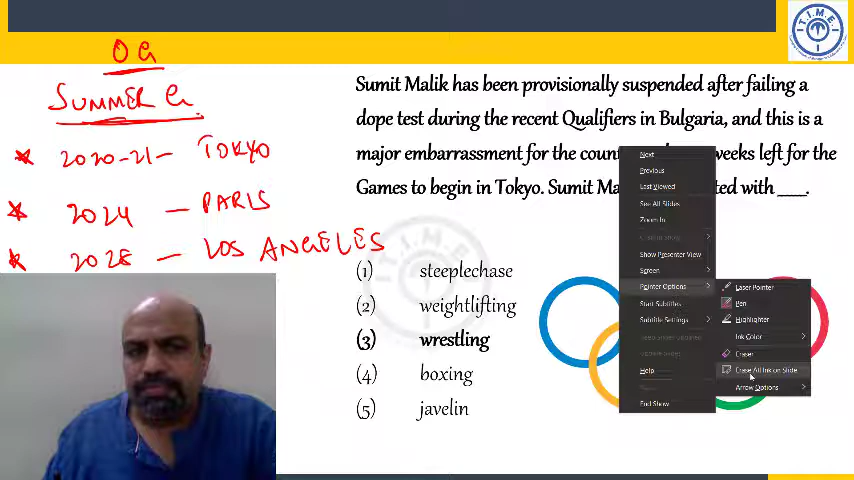 T.I.M.E.
O G
SUMMER G.
2020-21 - TOKYO
2024 - PARIS
2028 - LOS ANGELES
Sumit Malik has been provisionally suspended after failing a
dope test during the recent Qualifiers in Bulgaria, and this is a
major embarrassment for the weeks left for the
Games to begin in Tokyo. Sumit with ___.
(1) steeplechase
(2) weightlifting
(3) wrestling
(4) boxing
(5) javelin
Next
Previous
Last Viewed
See All Slides
Zoom In
Show Presenter View
Screen
Pointer Options
Start Subtitles
Subtitle Settings
Help
End Show
Laser Pointer
Pen
Highlighter
Ink Color
Eraser
Erase All Ink on Slide
Arrow Options